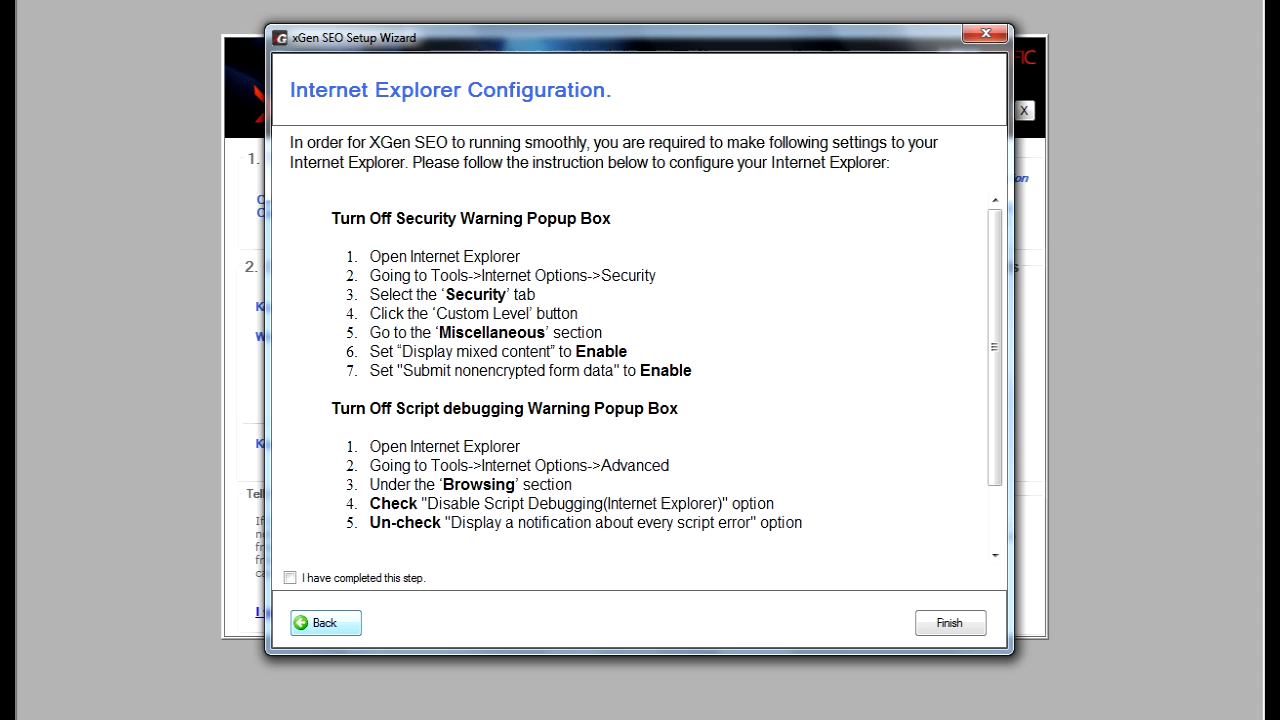 xGen SEO Setup Wizard
FIC
X
Internet Explorer Configuration.
In order for XGen SEO to running smoothly, you are required to make following settings to your
Internet Explorer. Please follow the instruction below to configure your Internet Explorer:
1.
on
Turn Off Security Warning Popup Box
1. Open Internet Explorer
2. Going to Tools->Internet Options->Security
3. Select the ‘Security’ tab
4. Click the ‘Custom Level’ button
5. Go to the ‘Miscellaneous’ section
6. Set “Display mixed content” to Enable
7. Set "Submit nonencrypted form data" to Enable
2.
Turn Off Script debugging Warning Popup Box
1. Open Internet Explorer
2. Going to Tools->Internet Options->Advanced
3. Under the ‘Browsing’ section
4. Check "Disable Script Debugging(Internet Explorer)" option
5. Un-check "Display a notification about every script error" option
Tell
I have completed this step.
Back
Finish